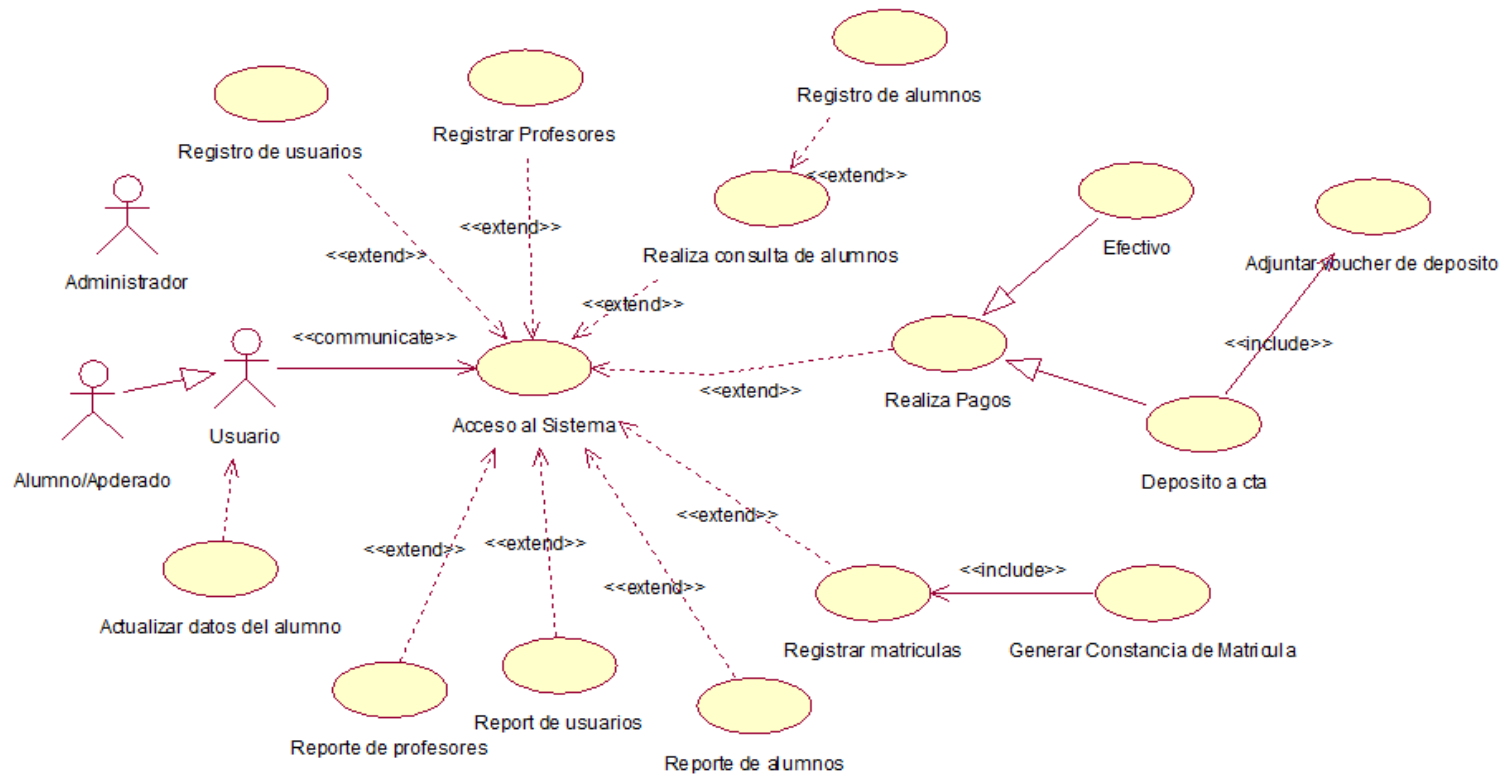 Registro de alumnos
Registrar Profesores
Registro de usuarios
<<extend>>
<<extend>>
<<extend>>
Realiza consulta de alumnos
Efectivo
Adjuntar voucher de deposito
Administrador
<<extend>>
<<communicate>>
<<include>>
<<extend>>
Realiza Pagos
Acceso al Sistema
Usuario
Alumno/Apderado
Deposito a cta
<<extend>>
<<extend>>
<<extend>>
<<include>>
<<extend>>
Actualizar datos del alumno
Registrar matriculas
Generar Constancia de Matricula
Report de usuarios
Reporte de profesores
Reporte de alumnos